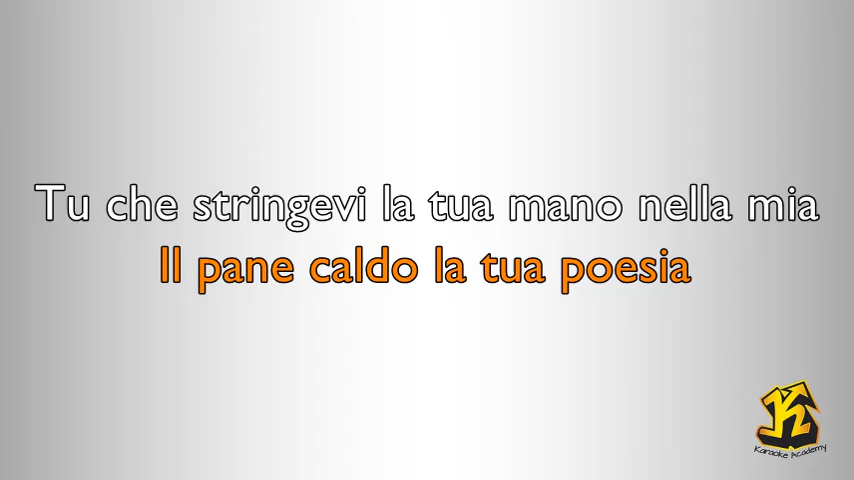 Tu che stringevi la tua mano nella mia
Il pane caldo la tua poesia
K
Karaoke Academy